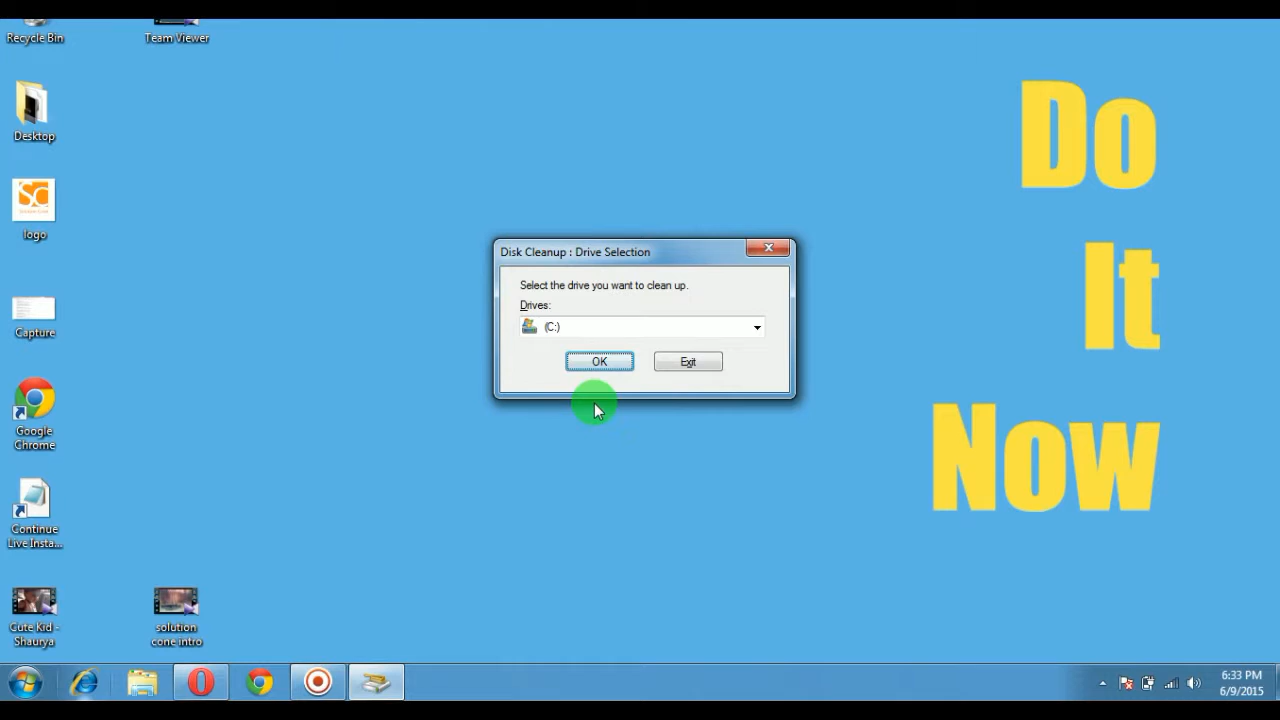 Recycle Bin
Team Viewer
Desktop
logo
Capture
Google
Chrome
Continue
Live Insta...
Cute Kid -
Shaurya
solution
cone intro
Do
It
Now
Disk Cleanup : Drive Selection
Select the drive you want to clean up.
Drives:
(C:)
OK
Exit
6:33 PM
6/9/2015